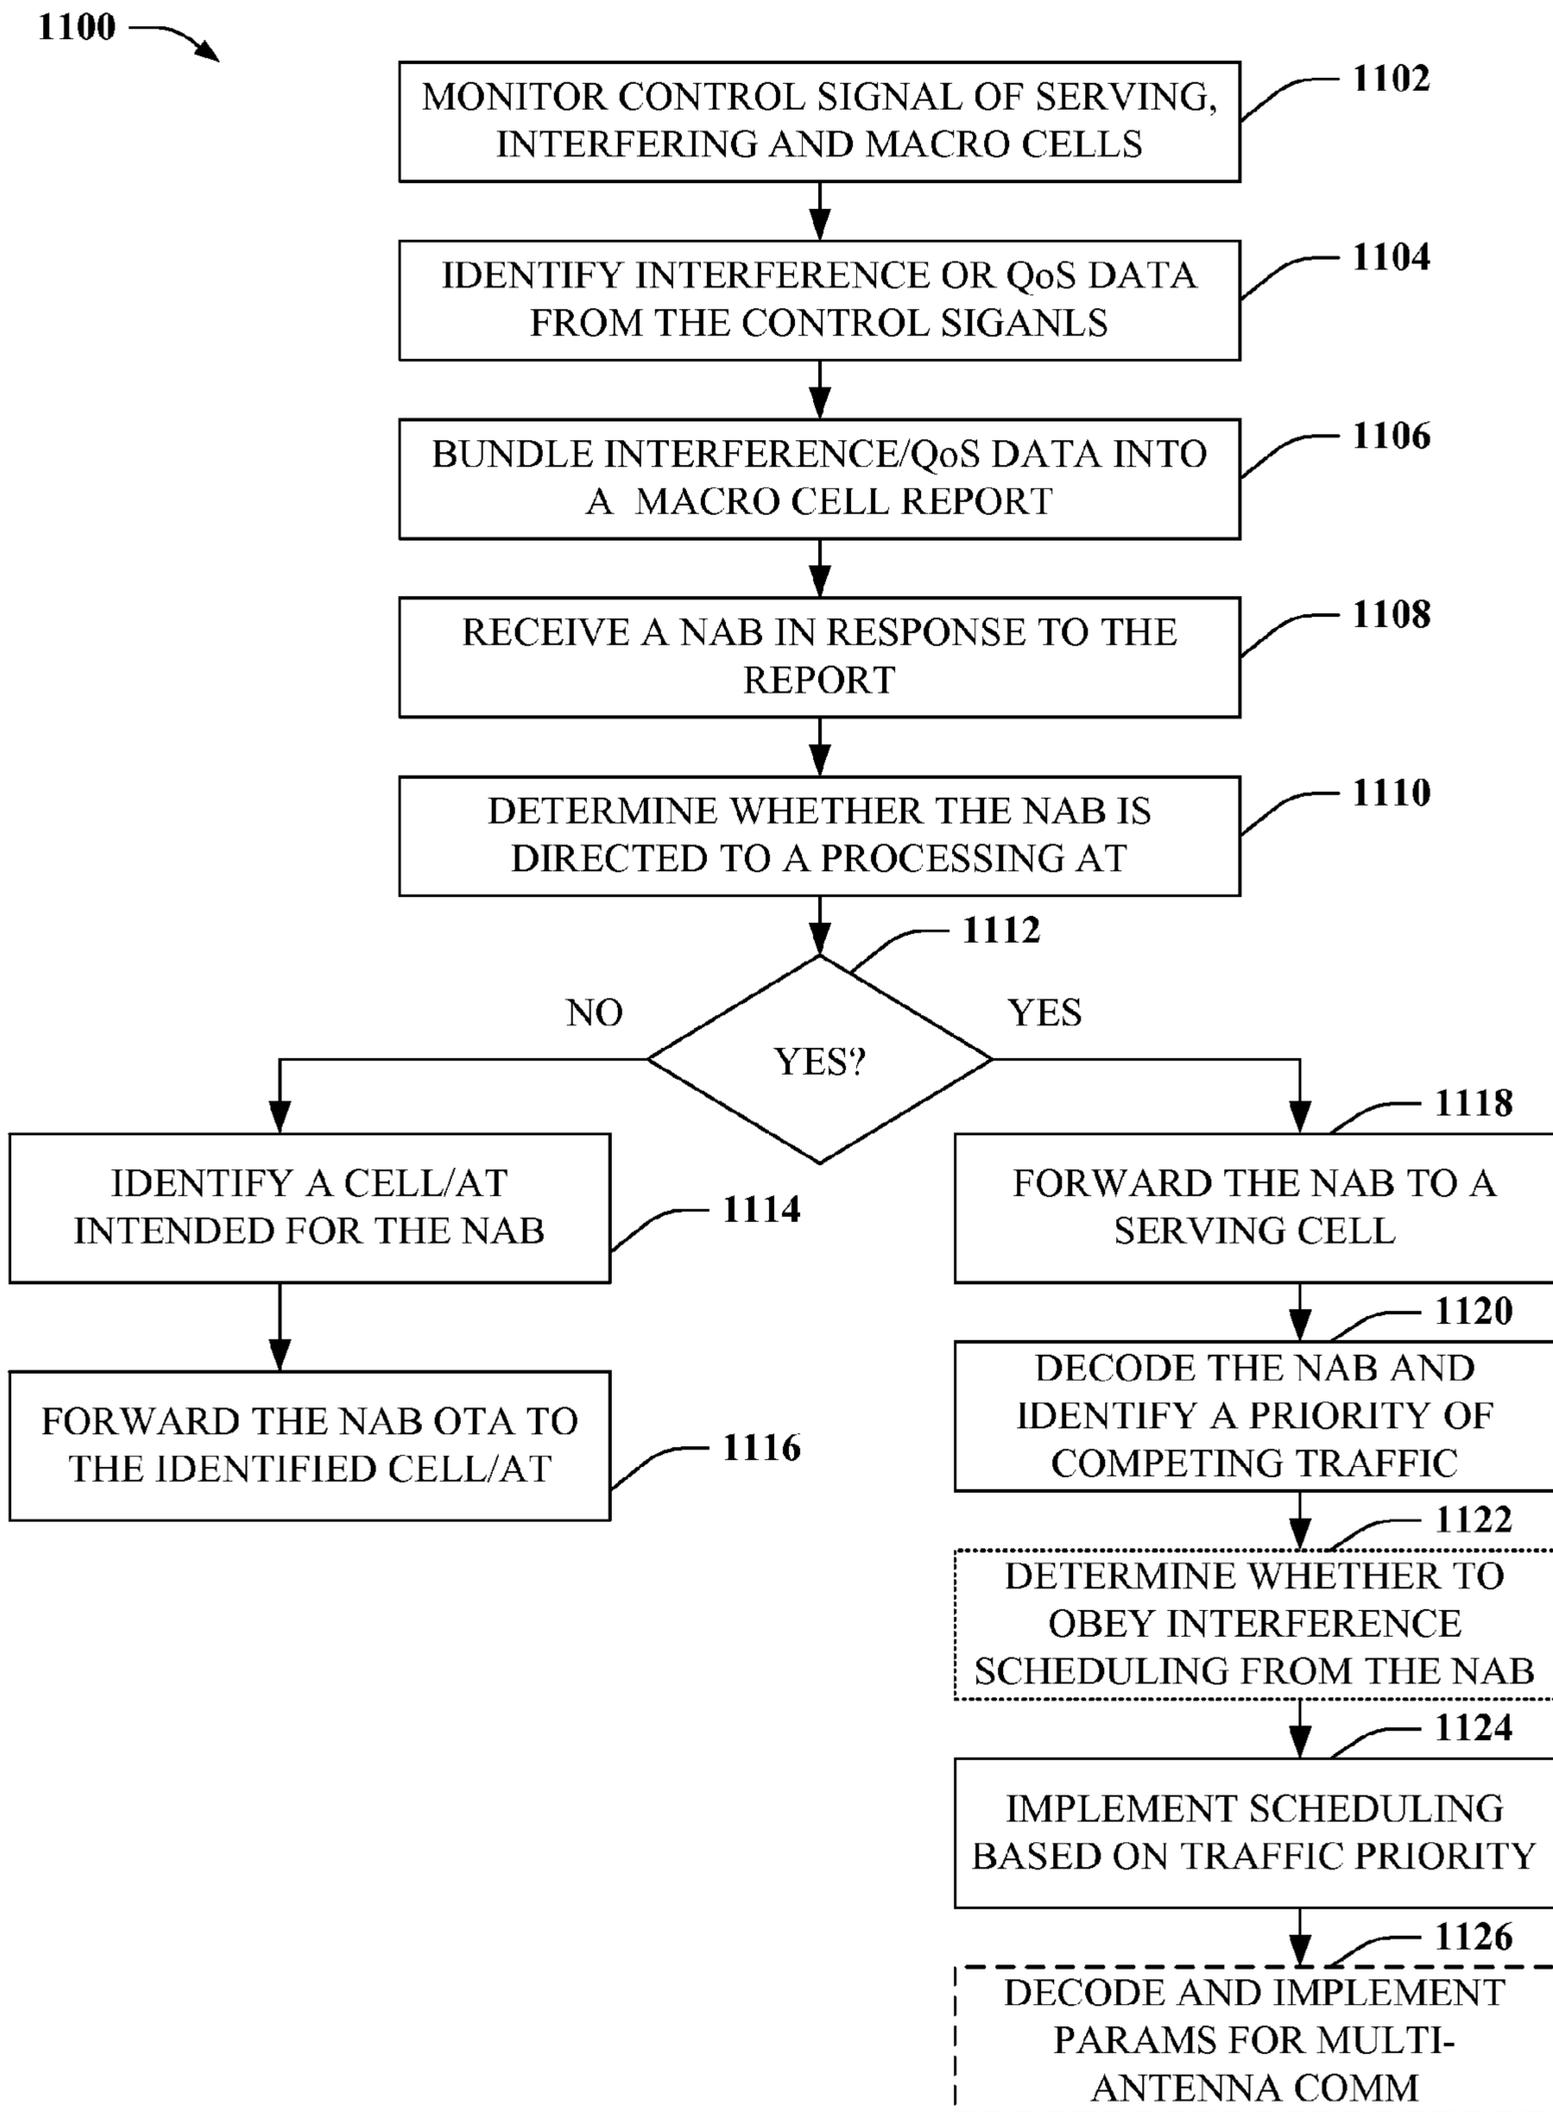 1100
MONITOR CONTROL SIGNAL OF SERVING,
INTERFERING AND MACRO CELLS
1102
IDENTIFY INTERFERENCE OR QoS DATA
FROM THE CONTROL SIGANLS
1104
BUNDLE INTERFERENCE/QoS DATA INTO
A MACRO CELL REPORT
1106
RECEIVE A NAB IN RESPONSE TO THE
REPORT
1108
DETERMINE WHETHER THE NAB IS
DIRECTED TO A PROCESSING AT
1110
1112
NO
YES
YES?
IDENTIFY A CELL/AT
INTENDED FOR THE NAB
1114
FORWARD THE NAB OTA TO
THE IDENTIFIED CELL/AT
1116
1118
FORWARD THE NAB TO A
SERVING CELL
1120
DECODE THE NAB AND
IDENTIFY A PRIORITY OF
COMPETING TRAFFIC
1122
DETERMINE WHETHER TO
OBEY INTERFERENCE
SCHEDULING FROM THE NAB
1124
IMPLEMENT SCHEDULING
BASED ON TRAFFIC PRIORITY
1126
DECODE AND IMPLEMENT
PARAMS FOR MULTI-
ANTENNA COMM